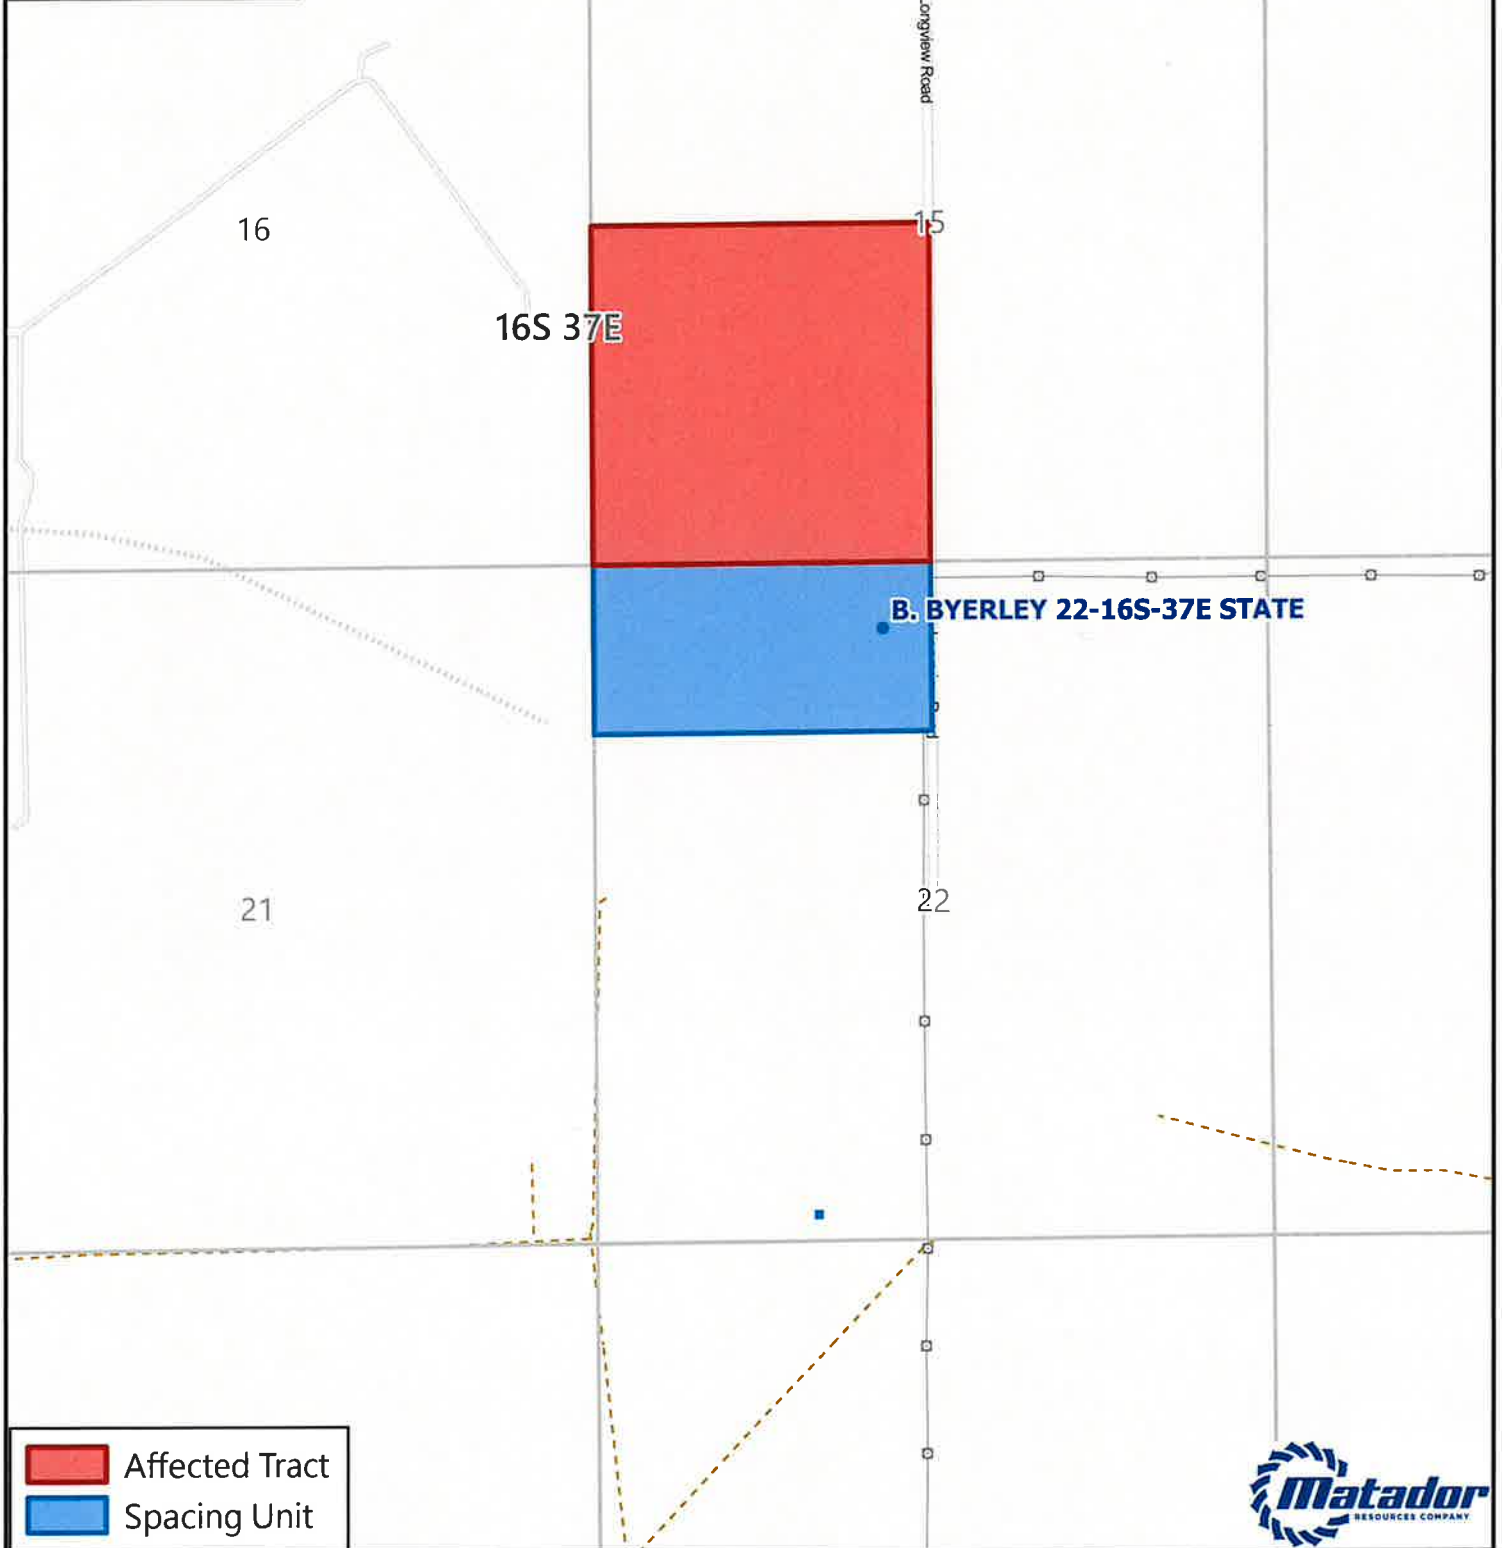 Longview Road
16
15
16S 37E
B. BYERLEY 22-16S-37E STATE
21
22
Affected Tract
Spacing Unit
Matador
RESOURCES COMPANY